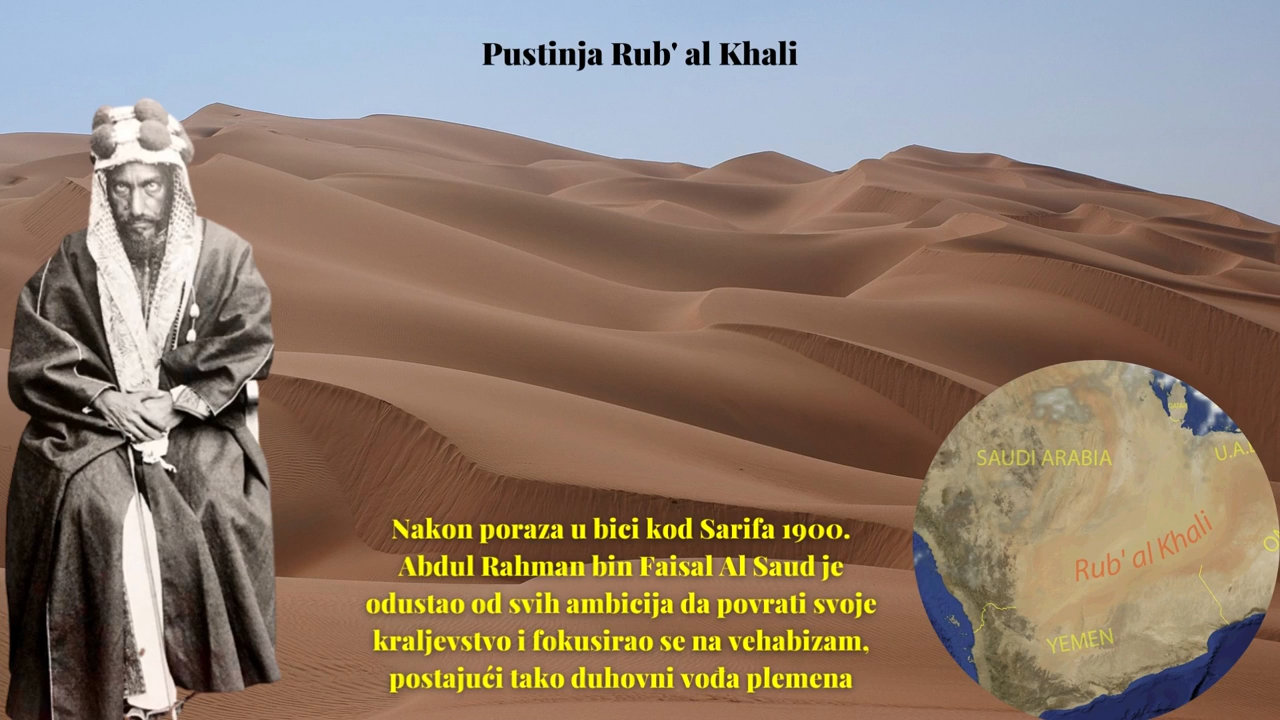 Pustinja Rub' al Khali
SAUDI ARABIA
U.A.E
Rub' al Khali
YEMEN
Nakon poraza u bici kod Sarifa 1900.
Abdul Rahman bin Faisal Al Saud je
odustao od svih ambicija da povrati svoje
kraljevstvo i fokusirao se na vehabizam,
postajući tako duhovni vođa plemena